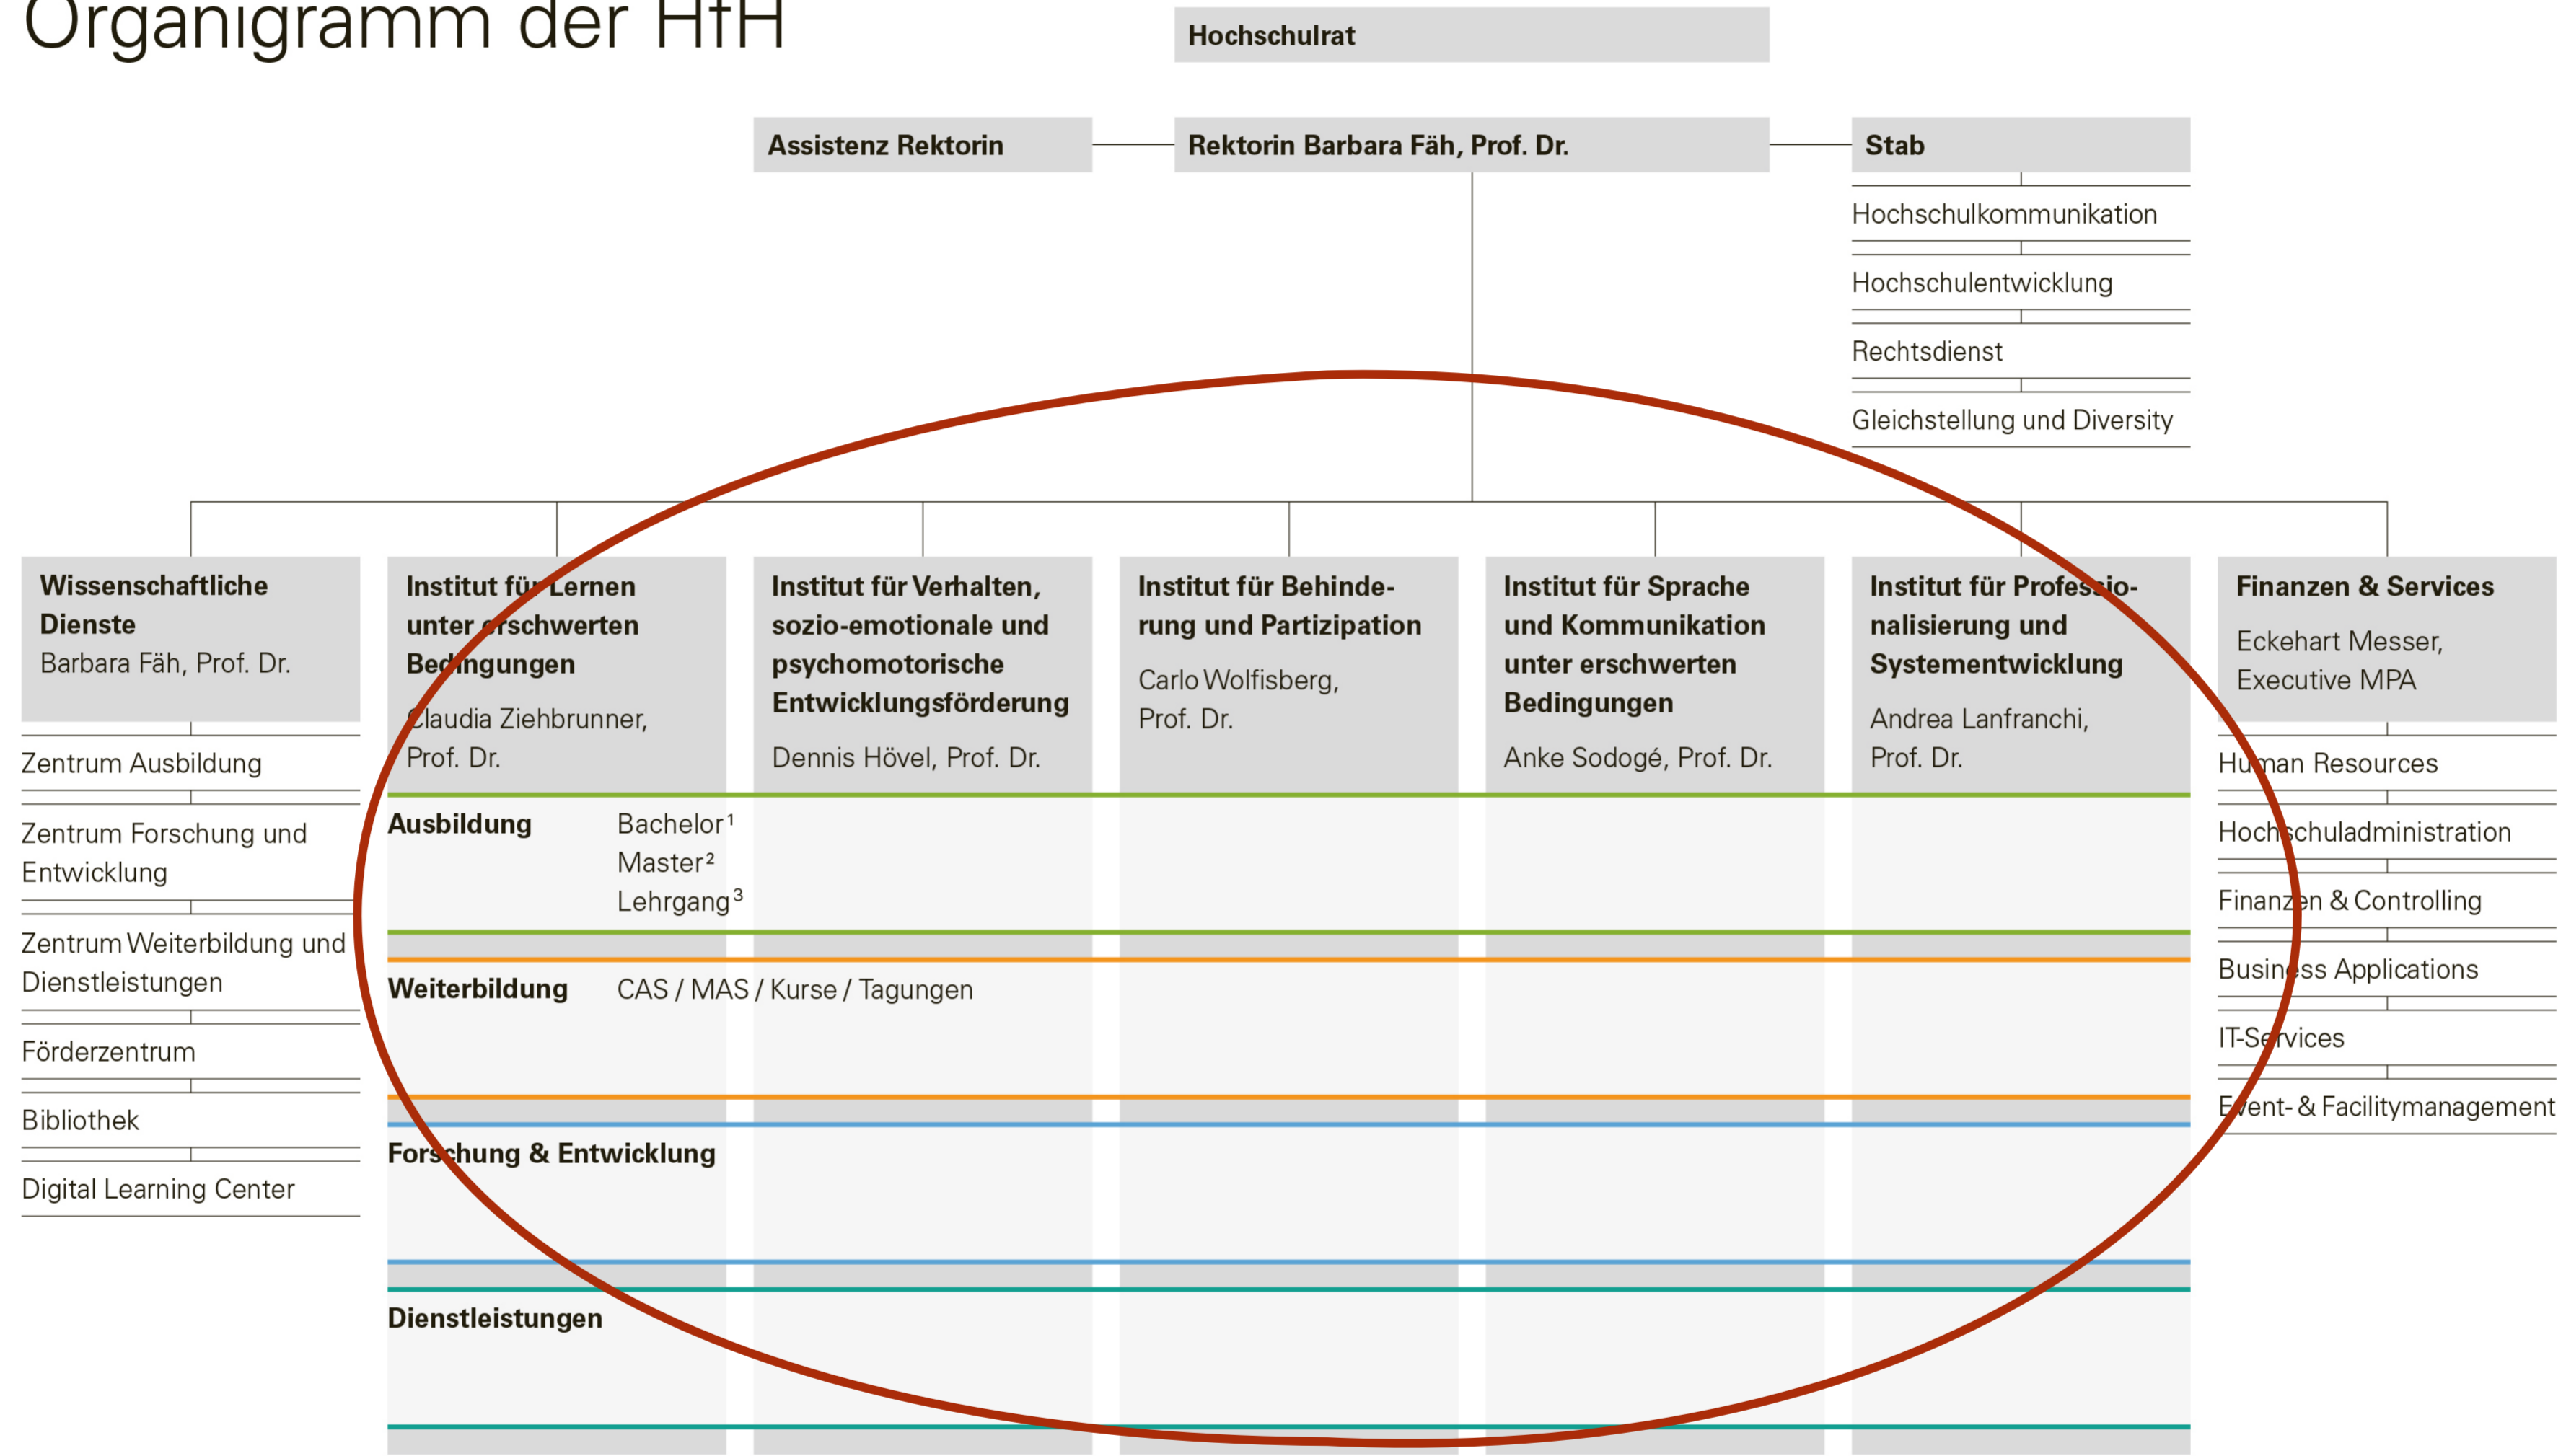 Organigramm der HfH
Hochschulrat
Assistenz Rektorin
Rektorin Barbara Fäh, Prof. Dr.
Stab
Hochschulkommunikation
Hochschulentwicklung
Rechtsdienst
Gleichstellung und Diversity
Wissenschaftliche
Dienste
Barbara Fäh, Prof. Dr.
Zentrum Ausbildung
Zentrum Forschung und
Entwicklung
Zentrum Weiterbildung und
Dienstleistungen
Förderzentrum
Bibliothek
Digital Learning Center
Institut für Lernen
unter erschwerten
Bedingungen
Claudia Ziehbrunner,
Prof. Dr.
Institut für Verhalten,
sozio-emotionale und
psychomotorische
Entwicklungsförderung
Dennis Hövel, Prof. Dr.
Institut für Behinde-
rung und Partizipation
Carlo Wolfisberg,
Prof. Dr.
Institut für Sprache
und Kommunikation
unter erschwerten
Bedingungen
Anke Sodogé, Prof. Dr.
Institut für Professio-
nalisierung und
Systementwicklung
Andrea Lanfranchi,
Prof. Dr.
Finanzen & Services
Eckehart Messer,
Executive MPA
Human Resources
Hochschuladministration
Finanzen & Controlling
Business Applications
IT-Services
Event- & Facilitymanagement
Ausbildung Bachelor¹
Master²
Lehrgang³
Weiterbildung CAS / MAS / Kurse / Tagungen
Forschung & Entwicklung
Dienstleistungen